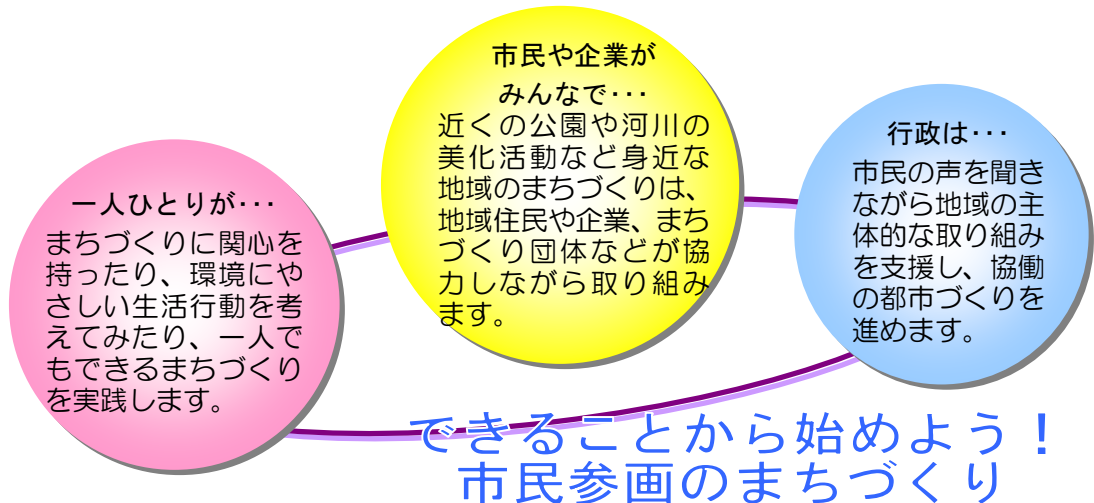 一人ひとりが･･･
まちづくりに関心を
持ったり、環境にや
さしい生活行動を考
えてみたり、一人で
もできるまちづくり
を実践します。
市民や企業が
みんなで･･･
近くの公園や河川の
美化活動など身近な
地域のまちづくりは、
地域住民や企業、まち
づくり団体などが協
力しながら取り組み
ます。
行政は･･･
市民の声を聞き
ながら地域の主
体的な取り組み
を支援し、協働
の都市づくりを
進めます。
できることから始めよう！
市民参画のまちづくり